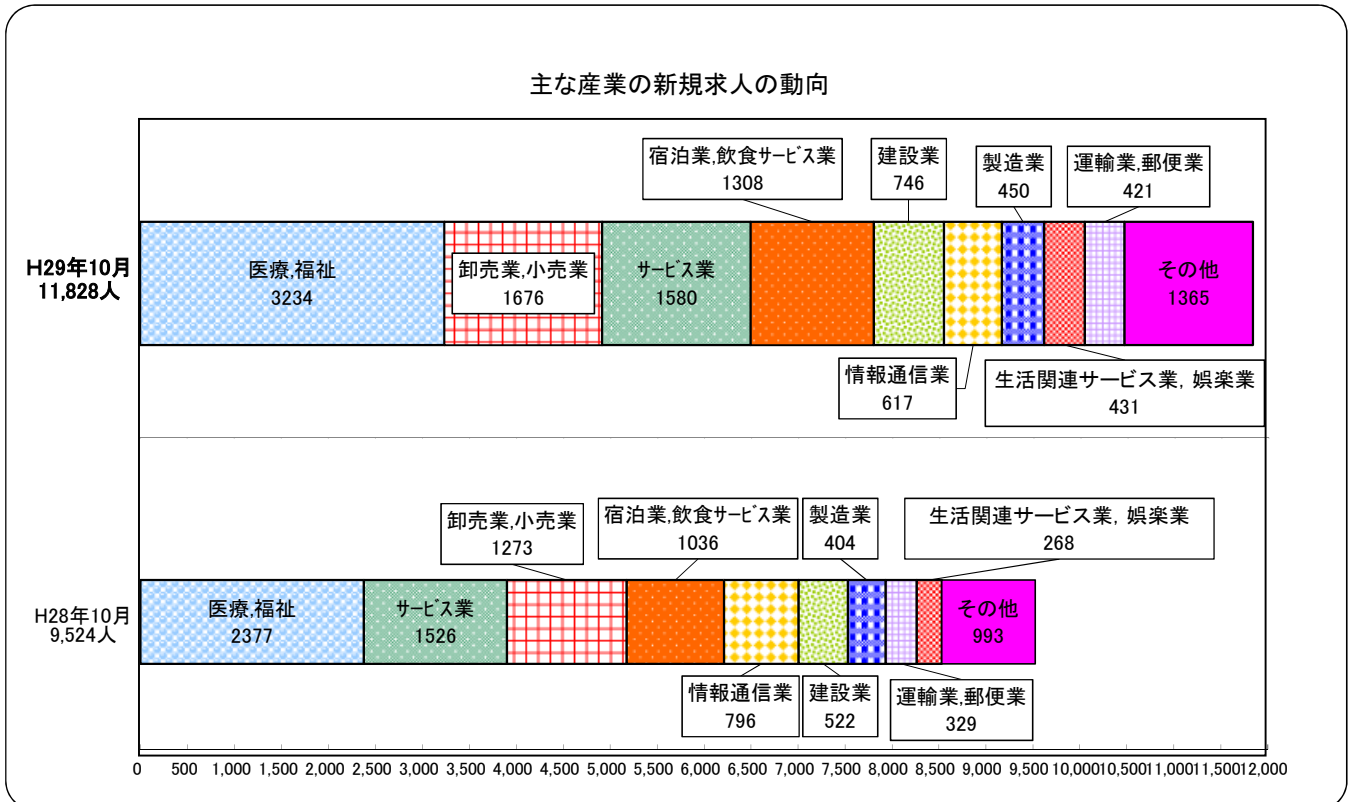 主な産業の新規求人の動向
宿泊業,飲食サービス業
1308
建設業
746
製造業
450
運輸業,郵便業
421
H29年10月
11,828人
医療,福祉
3234
卸売業,小売業
1676
サービス業
1580
その他
1365
情報通信業
617
生活関連サービス業, 娯楽業
431
卸売業,小売業
1273
宿泊業,飲食サービス業
1036
製造業
404
生活関連サービス業, 娯楽業
268
H28年10月
9,524人
医療,福祉
2377
サービス業
1526
その他
993
情報通信業
796
建設業
522
運輸業,郵便業
329
0 500 1,000 1,500 2,000 2,500 3,000 3,500 4,000 4,500 5,000 5,500 6,000 6,500 7,000 7,500 8,000 8,500 9,000 9,500 10,000 10,500 11,000 11,500 12,000